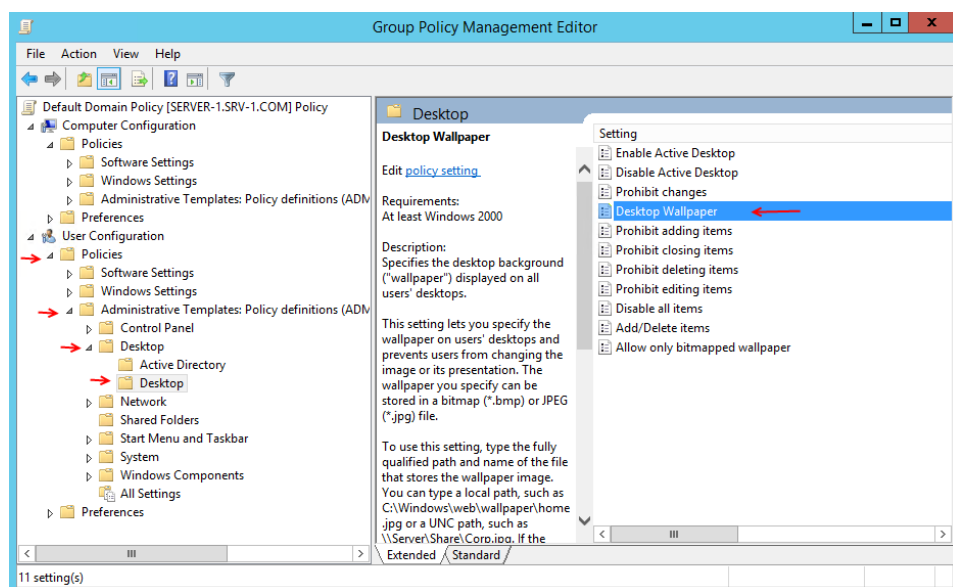 Group Policy Management Editor
File Action View Help
Default Domain Policy [SERVER-1.SRV-1.COM] Policy
Computer Configuration
Policies
Software Settings
Windows Settings
Administrative Templates: Policy definitions (ADM
Preferences
User Configuration
Policies
Software Settings
Windows Settings
Administrative Templates: Policy definitions (ADM
Control Panel
Desktop
Active Directory
Desktop
Network
Shared Folders
Start Menu and Taskbar
System
Windows Components
All Settings
Preferences
Desktop
Desktop Wallpaper
Edit policy setting
Requirements:
At least Windows 2000
Description:
Specifies the desktop background
("wallpaper") displayed on all
users' desktops.
This setting lets you specify the
wallpaper on users' desktops and
prevents users from changing the
image or its presentation. The
wallpaper you specify can be
stored in a bitmap (*.bmp) or JPEG
(*.jpg) file.
To use this setting, type the fully
qualified path and name of the file
that stores the wallpaper image.
You can type a local path, such as
C:\Windows\web\wallpaper\home
.jpg or a UNC path, such as
\\Server\Share\Corp.jpg. If the
Setting
Enable Active Desktop
Disable Active Desktop
Prohibit changes
Desktop Wallpaper
Prohibit adding items
Prohibit closing items
Prohibit deleting items
Prohibit editing items
Disable all items
Add/Delete items
Allow only bitmapped wallpaper
Extended Standard
11 setting(s)